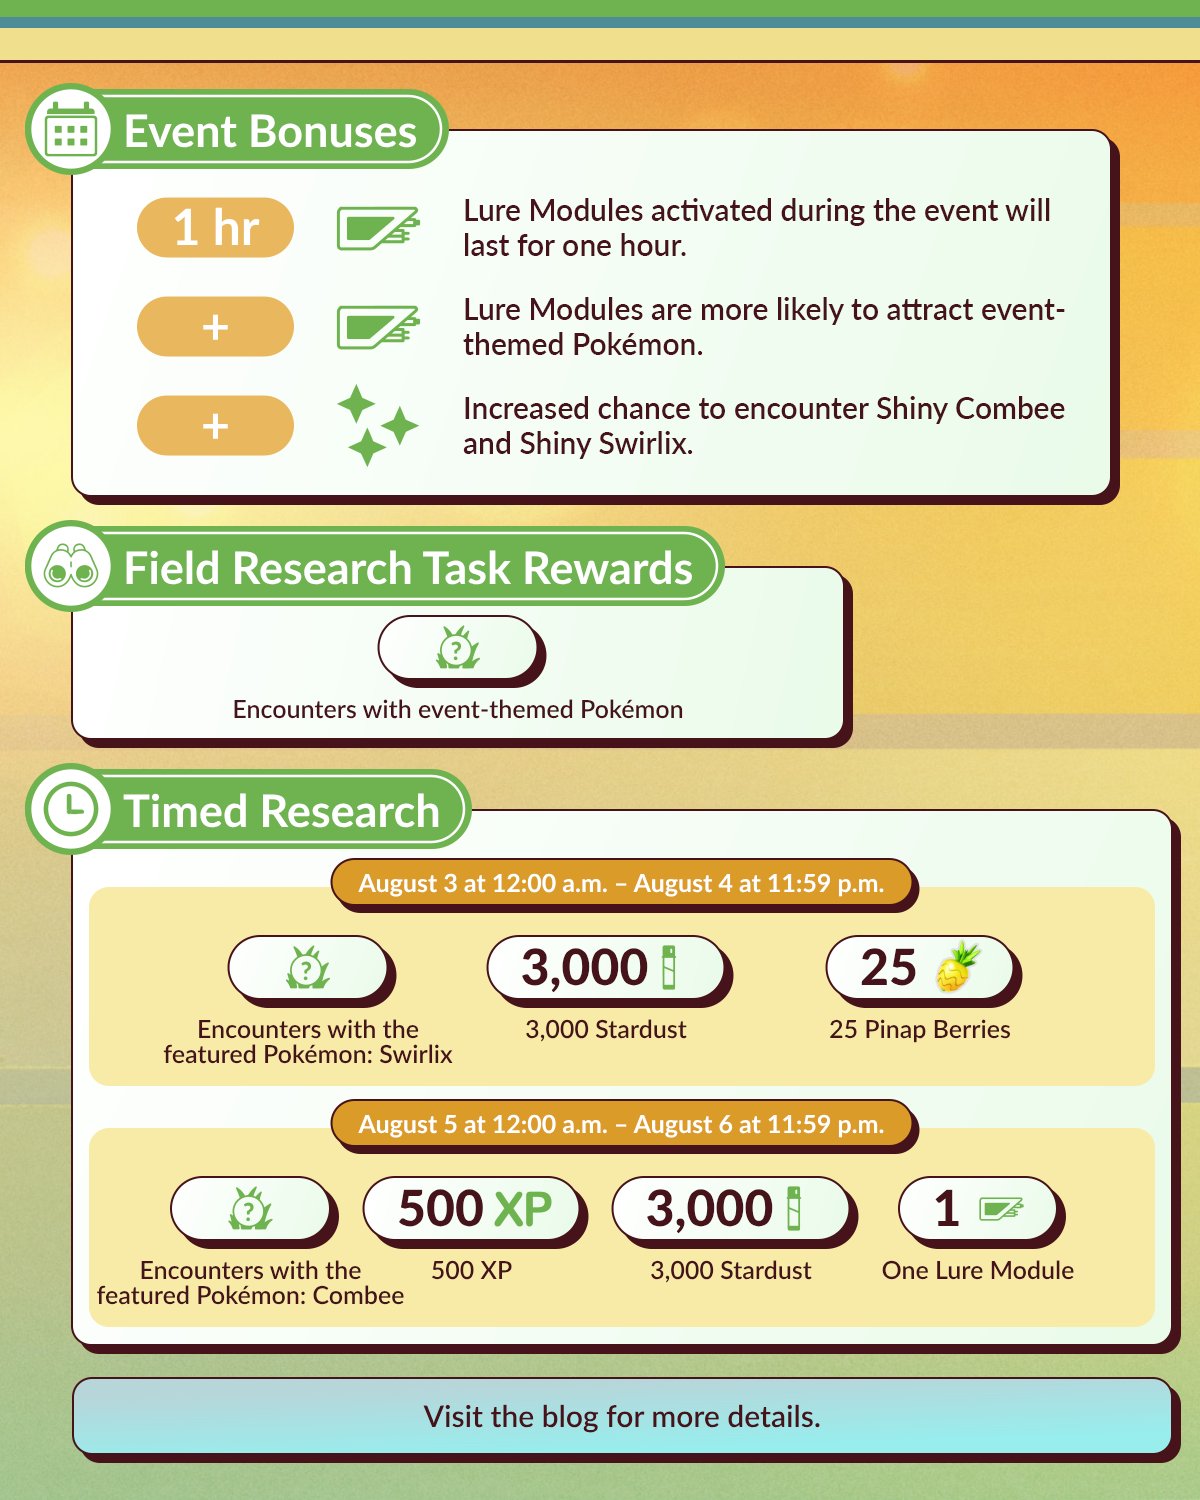 Event Bonuses
1 hr
Lure Modules activated during the event will
last for one hour.
+
Lure Modules are more likely to attract event-
themed Pokémon.
+
Increased chance to encounter Shiny Combee
and Shiny Swirlix.
Field Research Task Rewards
?
Encounters with event-themed Pokémon
Timed Research
August 3 at 12:00 a.m. – August 4 at 11:59 p.m.
?
Encounters with the
featured Pokémon: Swirlix
3,000
3,000 Stardust
25
25 Pinap Berries
August 5 at 12:00 a.m. – August 6 at 11:59 p.m.
?
Encounters with the
featured Pokémon: Combee
500 XP
500 XP
3,000
3,000 Stardust
1
One Lure Module
Visit the blog for more details.